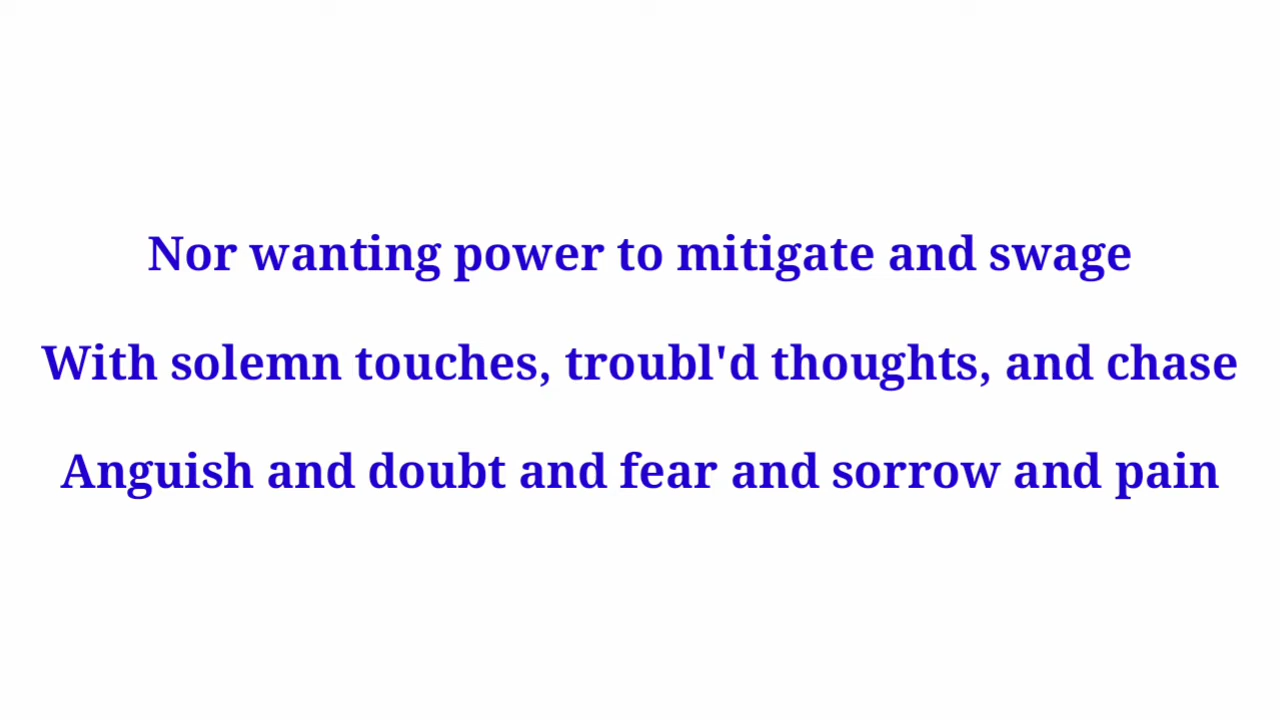 Nor wanting power to mitigate and swage
With solemn touches, troubl'd thoughts, and chase
Anguish and doubt and fear and sorrow and pain